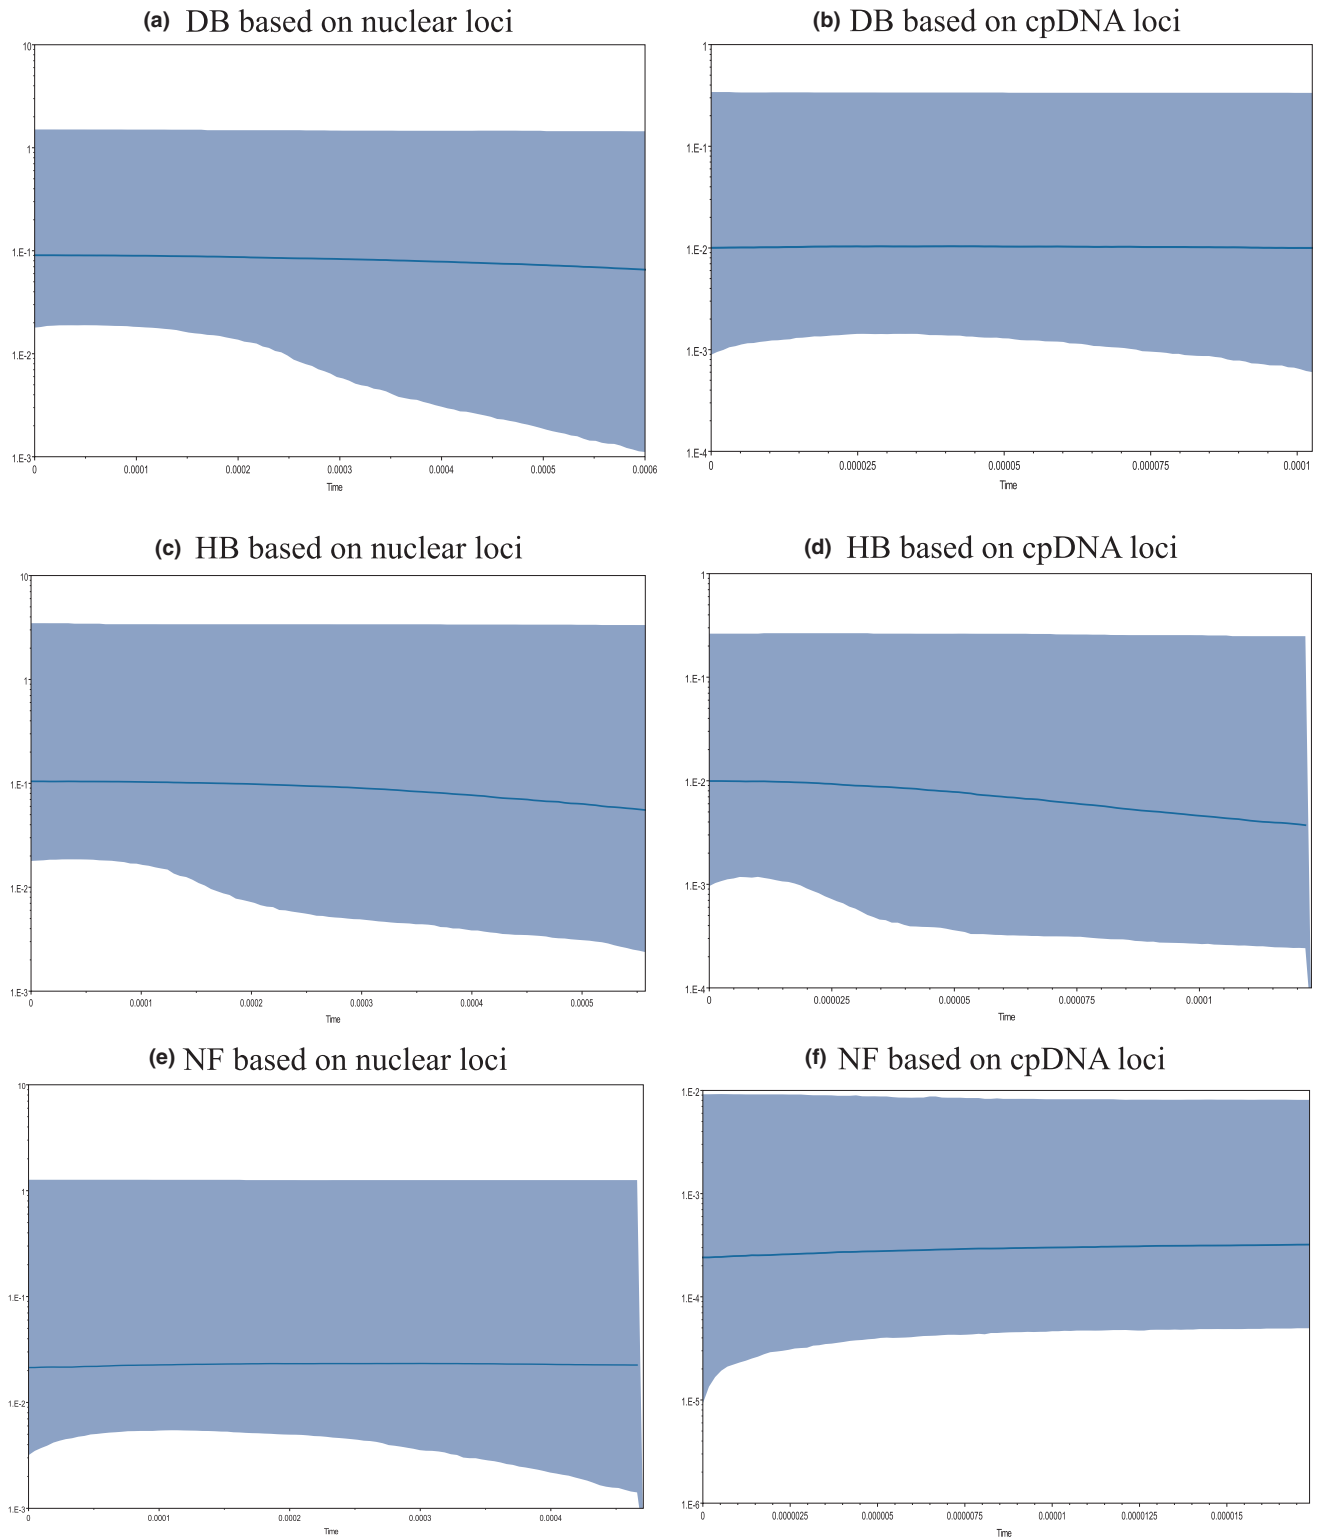 (a) DB based on nuclear loci
10
1
1.E-1
1.E-2
1.E-3
0 0.0001 0.0002 0.0003 0.0004 0.0005 0.0006
Time
(b) DB based on cpDNA loci
1
1.E-1
1.E-2
1.E-3
1.E-4
0 0.000025 0.00005 0.000075 0.0001
Time
(c) HB based on nuclear loci
10
1
1.E-1
1.E-2
1.E-3
0 0.0001 0.0002 0.0003 0.0004 0.0005
Time
(d) HB based on cpDNA loci
1
1.E-1
1.E-2
1.E-3
1.E-4
0 0.000025 0.00005 0.000075 0.0001
Time
(e) NF based on nuclear loci
10
1
1.E-1
1.E-2
1.E-3
0 0.0001 0.0002 0.0003 0.0004
Time
(f) NF based on cpDNA loci
1.E-2
1.E-3
1.E-4
1.E-5
1.E-6
0 0.0000025 0.000005 0.0000075 0.00001 0.0000125 0.000015
Time